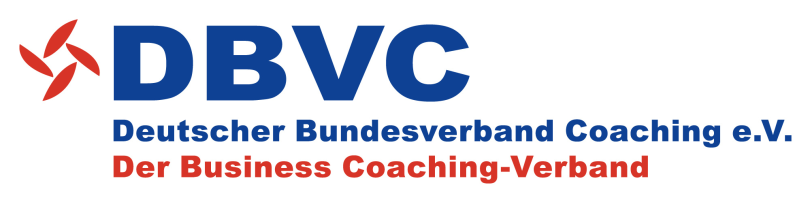 DBVC
Deutscher Bundesverband Coaching e.V.
Der Business Coaching-Verband